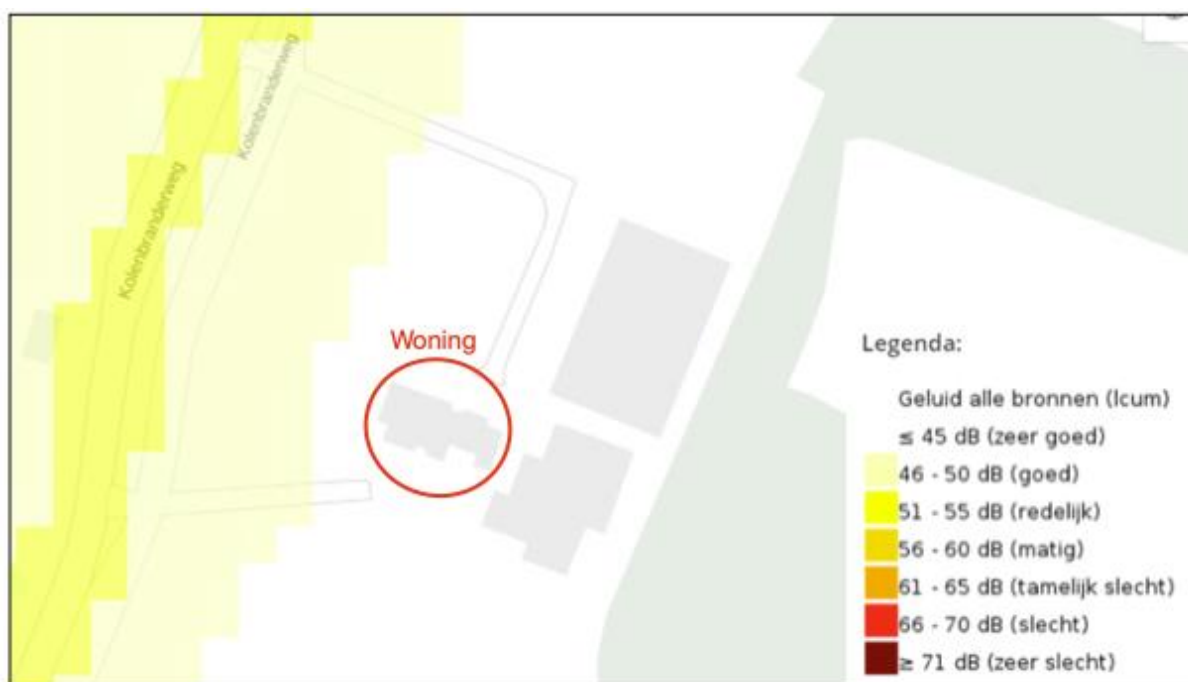 Kolenbranderweg
Kolenbranderweg
Woning
Legenda:
Geluid alle bronnen (lcum)
≤ 45 dB (zeer goed)
46 - 50 dB (goed)
51 - 55 dB (redelijk)
56 - 60 dB (matig)
61 - 65 dB (tamelijk slecht)
66 - 70 dB (slecht)
≥ 71 dB (zeer slecht)